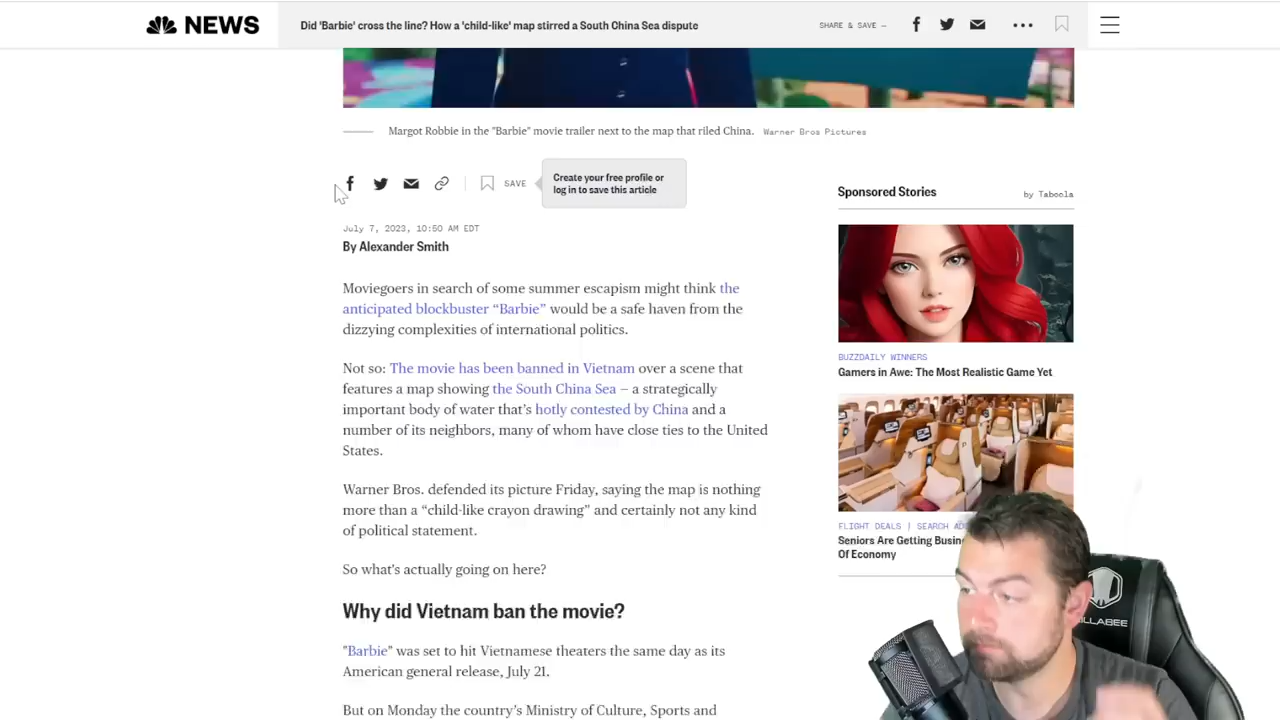 NEWS
Did 'Barbie' cross the line? How a 'child-like' map stirred a South China Sea dispute
SHARE & SAVE —
Margot Robbie in the "Barbie" movie trailer next to the map that riled China. Warner Bros Pictures
SAVE
Create your free profile or
log in to save this article
July 7, 2023, 10:50 AM EDT
By Alexander Smith
Moviegoers in search of some summer escapism might think the
anticipated blockbuster “Barbie” would be a safe haven from the
dizzying complexities of international politics.
Not so: The movie has been banned in Vietnam over a scene that
features a map showing the South China Sea — a strategically
important body of water that's hotly contested by China and a
number of its neighbors, many of whom have close ties to the United
States.
Warner Bros. defended its picture Friday, saying the map is nothing
more than a “child-like crayon drawing” and certainly not any kind
of political statement.
So what's actually going on here?
Why did Vietnam ban the movie?
"Barbie" was set to hit Vietnamese theaters the same day as its
American general release, July 21.
But on Monday the country's Ministry of Culture, Sports and
Sponsored Stories
by Taboola
BUZZDAILY WINNERS
Gamers in Awe: The Most Realistic Game Yet
FLIGHT DEALS | SEARCH
Seniors Are Getting
Of Economy